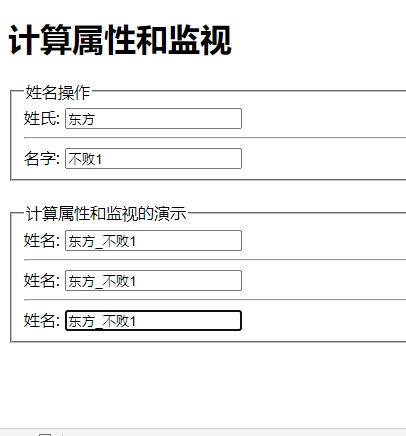 计算属性和监视
姓名操作
姓氏: 东方
名字: 不败1
计算属性和监视的演示
姓名: 东方_不败1
姓名: 东方_不败1
姓名: 东方_不败1